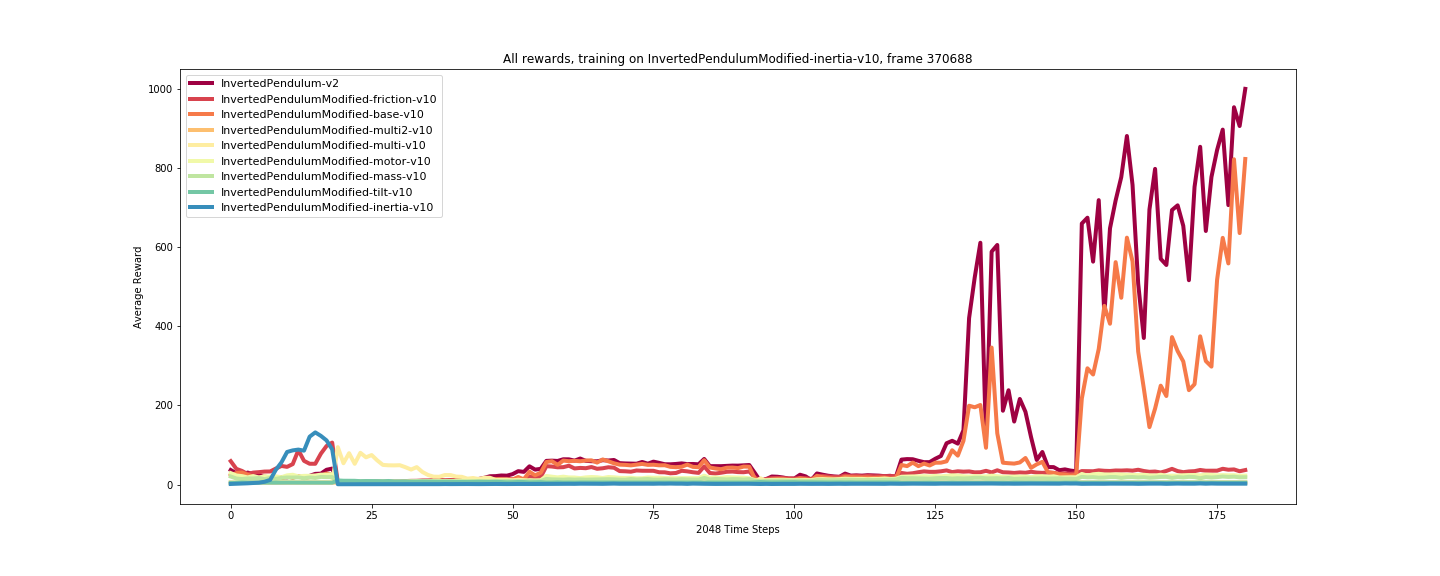 All rewards, training on InvertedPendulumModified-inertia-v10, frame 370688
InvertedPendulum-v2
InvertedPendulumModified-friction-v10
InvertedPendulumModified-base-v10
InvertedPendulumModified-multi2-v10
InvertedPendulumModified-multi-v10
InvertedPendulumModified-motor-v10
InvertedPendulumModified-mass-v10
InvertedPendulumModified-tilt-v10
InvertedPendulumModified-inertia-v10
Average Reward
1000
800
600
400
200
0
0 25 50 75 100 125 150 175
2048 Time Steps